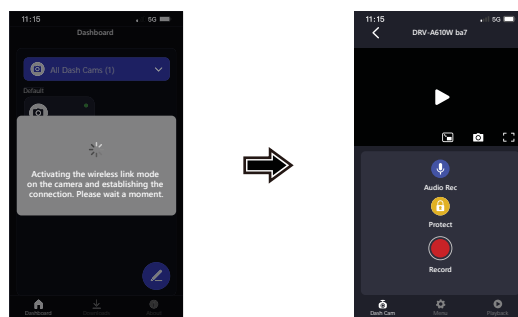 11:15
5G
Dashboard
All Dash Cams (1)
Default
Activating the wireless link mode
on the camera and establishing the
connection. Please wait a moment.
Dashboard
Downloads
About
11:15
5G
DRV-A610W ba7
Audio Rec
Protect
Record
Dash Cam
Menu
Playback